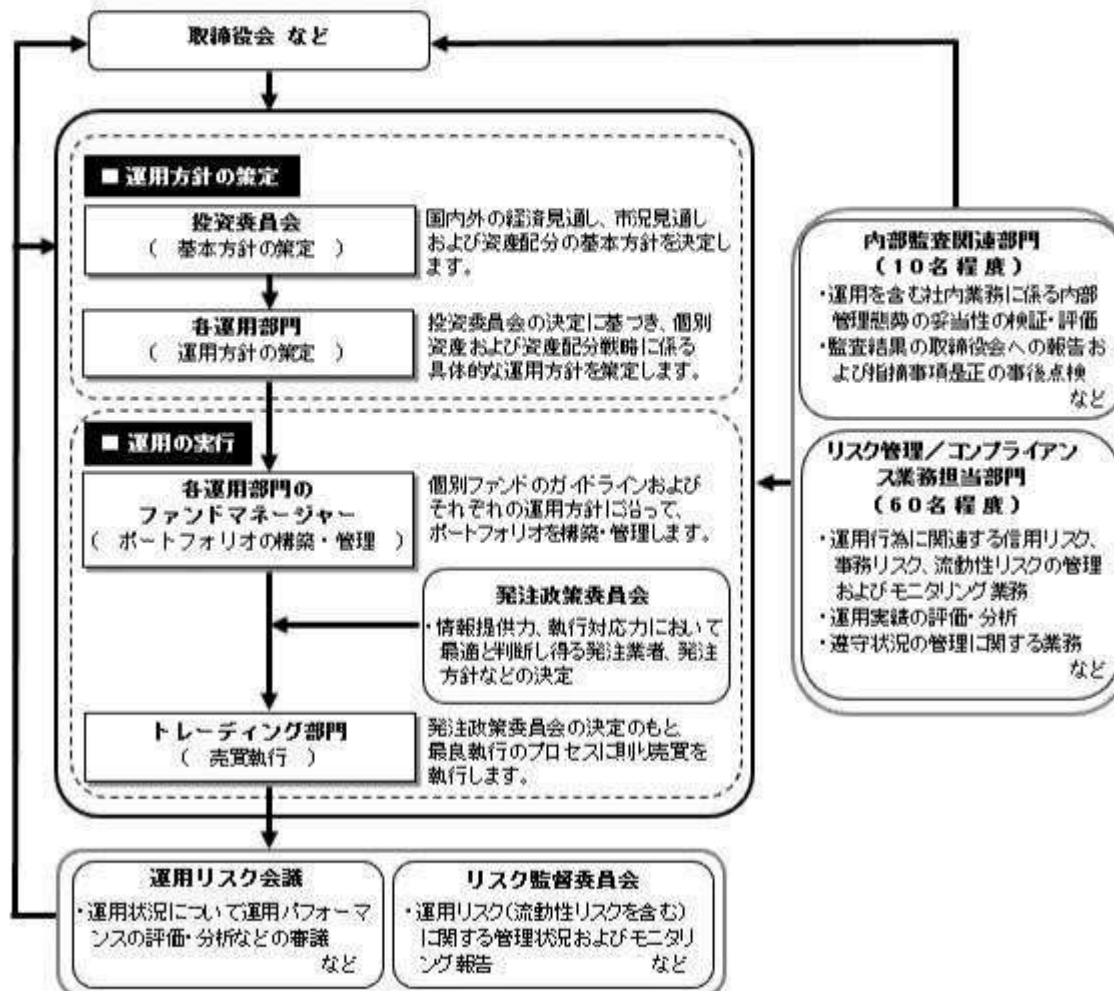 取締役会 など
■ 運用方針の策定
投資委員会
( 基本方針の策定 )
国内外の経済見通し、市況見通し
および資産配分の基本方針を決定し
ます。
各運用部門
( 運用方針の策定 )
投資委員会の決定に基づき、個別
資産および資産配分戦略に係る
具体的な運用方針を策定します。
■ 運用の実行
各運用部門の
ファンドマネージャー
( ポートフォリオの構築・管理 )
個別ファンドのガイドラインおよび
それぞれの運用方針に沿って、
ポートフォリオを構築・管理します。
発注政策委員会
・情報提供力、執行対応力において
最適と判断し得る発注業者、発注
方針などの決定
トレーディング部門
( 売買執行 )
発注政策委員会の決定のもと
最良執行のプロセスに則り売買を
執行します。
内部監査関連部門
(10名程度)
・運用を含む社内業務に係る内部
管理態勢の妥当性の検証・評価
・監査結果の取締役会への報告お
よび指摘事項是正の事後点検
など
リスク管理/コンプライアン
ス業務担当部門
(60名程度)
・運用行為に関連する信用リスク、
事務リスク、流動性リスクの管理
およびモニタリング業務
・運用実績の評価・分析
・遵守状況の管理に関する業務
など
運用リスク会議
・運用状況について運用パフォーマ
ンスの評価・分析などの審議
など
リスク監督委員会
・運用リスク(流動性リスクを含む)
に関する管理状況およびモニタリ
ング報告 など